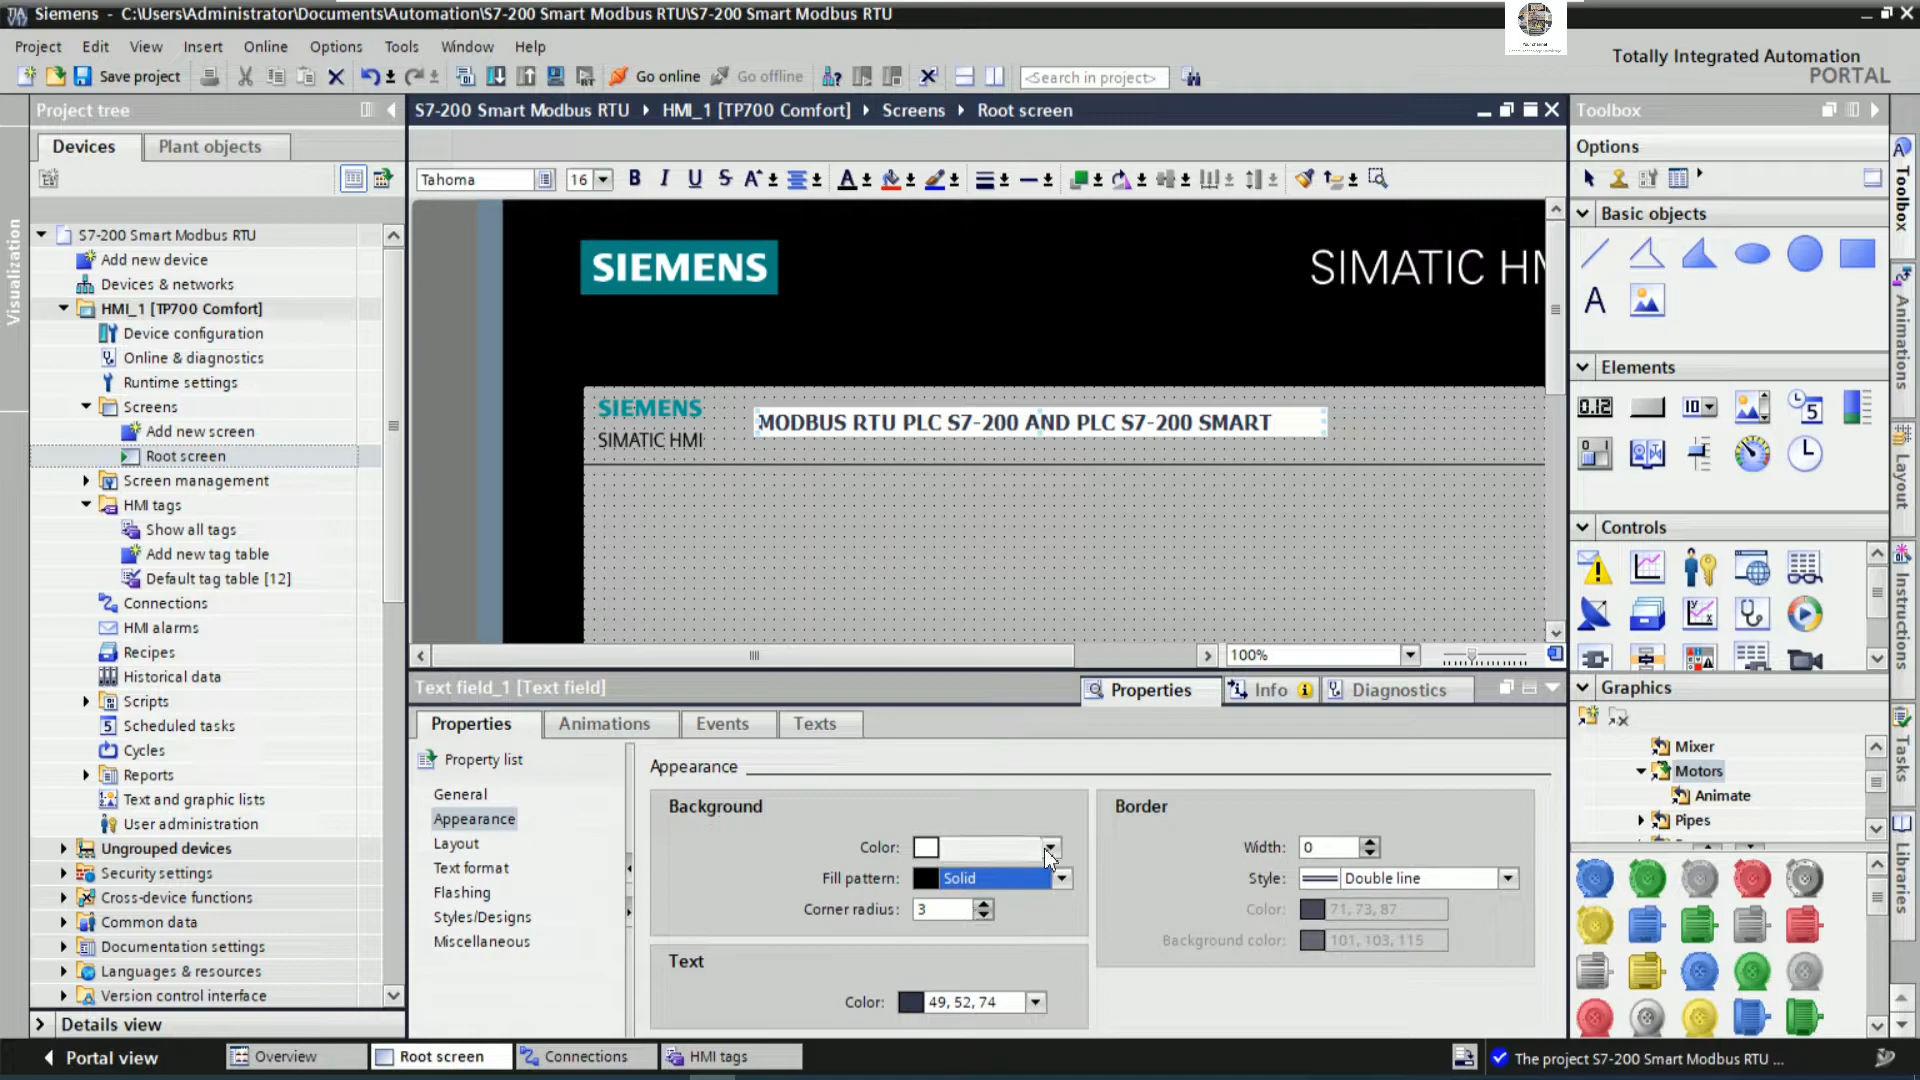 Siemens - C:\Users\Administrator\Documents\Automation\S7-200 Smart Modbus RTU\S7-200 Smart Modbus RTU
Project Edit View Insert Online Options Tools Window Help
Totally Integrated Automation
PORTAL
Save project
Go online
Go offline
<Search in project>
Project tree
S7-200 Smart Modbus RTU HMI_1 [TP700 Comfort] Screens Root screen
Toolbox
Devices
Plant objects
Options
Tahoma
16
B I U S A
Visualization
S7-200 Smart Modbus RTU
Add new device
Devices & networks
HMI_1 [TP700 Comfort]
Device configuration
Online & diagnostics
Runtime settings
Screens
Add new screen
Root screen
Screen management
HMI tags
Show all tags
Add new tag table
Default tag table [12]
Connections
HMI alarms
Recipes
Historical data
Scripts
Scheduled tasks
Cycles
Reports
Text and graphic lists
User administration
Ungrouped devices
Security settings
Cross-device functions
Common data
Documentation settings
Languages & resources
Version control interface
Details view
SIEMENS
SIMATIC HM
SIEMENS
SIMATIC HMI
MODBUS RTU PLC S7-200 AND PLC S7-200 SMART
100%
Text field_1 [Text field]
Properties
Info
Diagnostics
Properties
Animations
Events
Texts
Property list
General
Appearance
Layout
Text format
Flashing
Styles/Designs
Miscellaneous
Appearance
Background
Color:
Fill pattern: Solid
Corner radius: 3
Text
Color: 49, 52, 74
Border
Width: 0
Style: Double line
Color: 71, 73, 87
Background color: 101, 103, 115
Basic objects
A
Elements
0.12
10
5
Controls
Graphics
Mixer
Motors
Animate
Pipes
Toolbox
Animations
Layout
Instructions
Tasks
Libraries
Portal view
Overview
Root screen
Connections
HMI tags
The project S7-200 Smart Modbus RTU ...